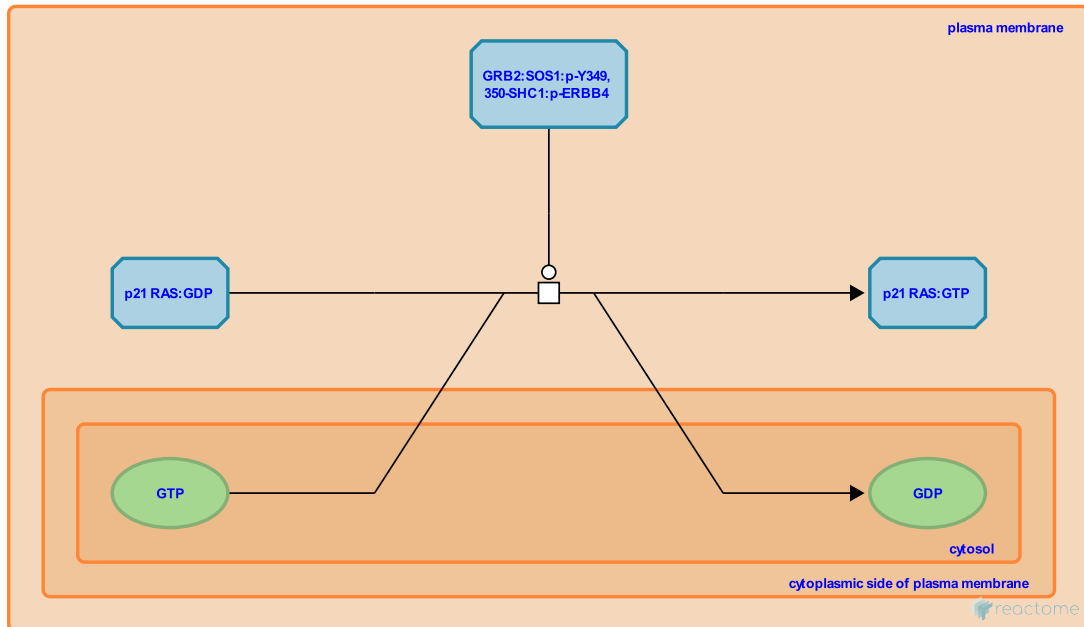 plasma membrane
GRB2:SOS1:p-Y349,
350-SHC1:p-ERBB4
p21 RAS:GDP
p21 RAS:GTP
GTP
GDP
cytosol
cytoplasmic side of plasma membrane
reactome